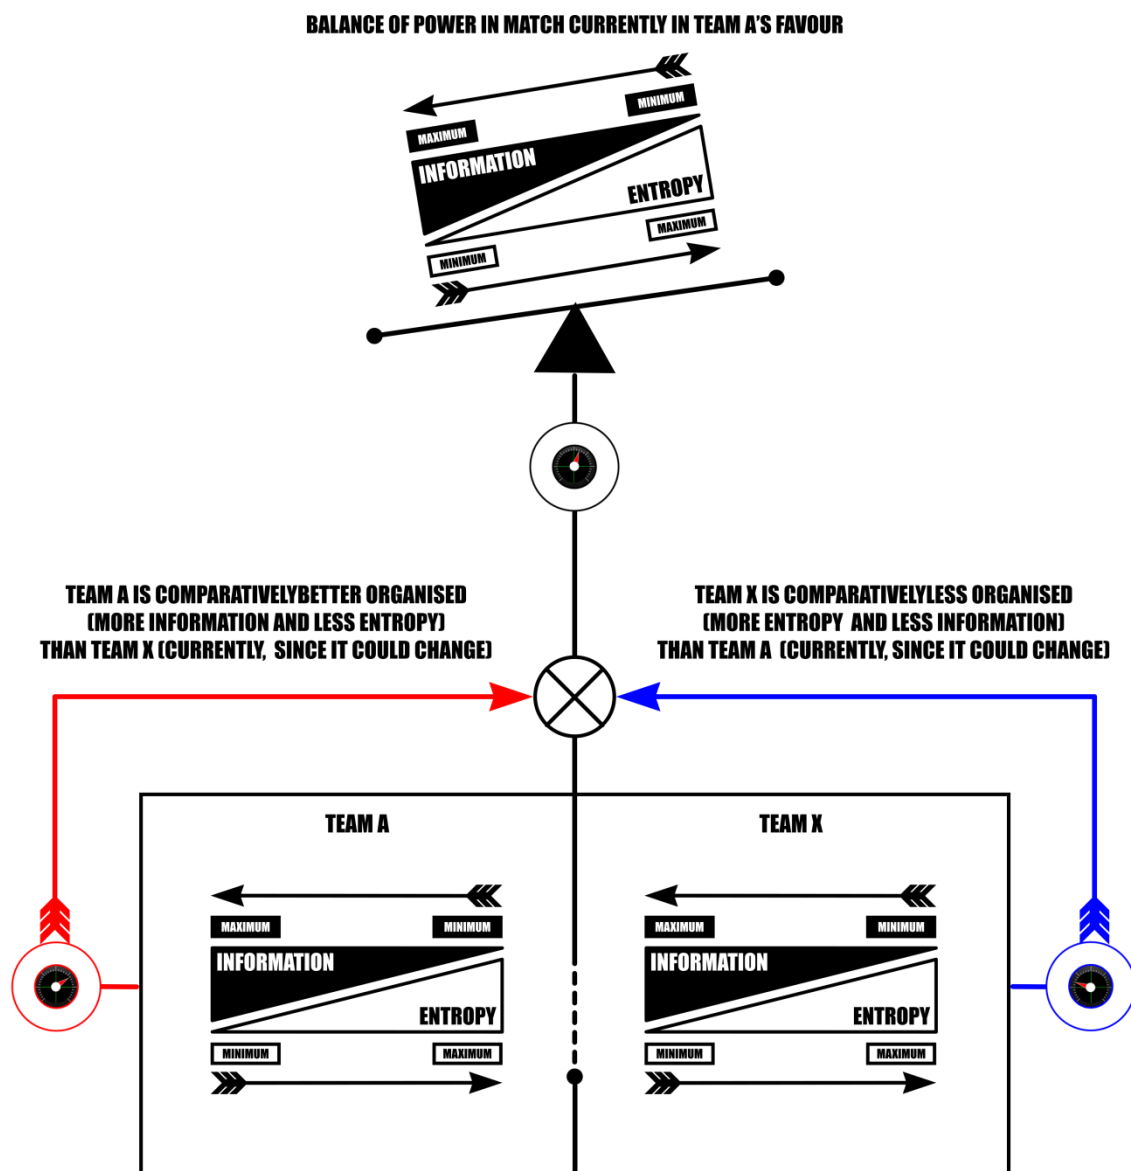 BALANCE OF POWER IN MATCH CURRENTLY IN TEAM A'S FAVOUR
MINIMUM
MAXIMUM
INFORMATION
ENTROPY
MAXIMUM
MINIMUM
TEAM A IS COMPARATIVELYBETTER ORGANISED
(MORE INFORMATION AND LESS ENTROPY)
THAN TEAM X (CURRENTLY, SINCE IT COULD CHANGE)
TEAM X IS COMPARATIVELYLESS ORGANISED
(MORE ENTROPY AND LESS INFORMATION)
THAN TEAM A (CURRENTLY, SINCE IT COULD CHANGE)
TEAM A
MAXIMUM MINIMUM
INFORMATION
ENTROPY
MINIMUM MAXIMUM
TEAM X
MAXIMUM MINIMUM
INFORMATION
ENTROPY
MINIMUM MAXIMUM